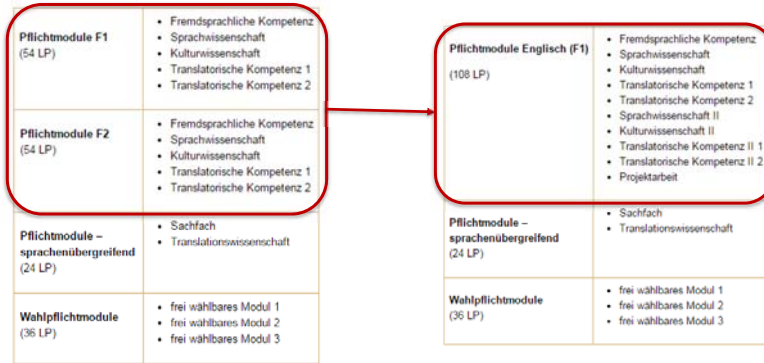 Pflichtmodule F1
(54 LP)
• Fremdsprachliche Kompetenz
• Sprachwissenschaft
• Kulturwissenschaft
• Translatorische Kompetenz 1
• Translatorische Kompetenz 2
Pflichtmodule F2
(54 LP)
• Fremdsprachliche Kompetenz
• Sprachwissenschaft
• Kulturwissenschaft
• Translatorische Kompetenz 1
• Translatorische Kompetenz 2
Pflichtmodule –
sprachenübergreifend
(24 LP)
• Sachfach
• Translationswissenschaft
Wahlpflichtmodule
(36 LP)
• frei wählbares Modul 1
• frei wählbares Modul 2
• frei wählbares Modul 3
Pflichtmodule Englisch (F1)
(108 LP)
• Fremdsprachliche Kompetenz
• Sprachwissenschaft
• Kulturwissenschaft
• Translatorische Kompetenz 1
• Translatorische Kompetenz 2
• Sprachwissenschaft II
• Kulturwissenschaft II
• Translatorische Kompetenz II 1
• Translatorische Kompetenz II 2
• Projektarbeit
Pflichtmodule –
sprachenübergreifend
(24 LP)
• Sachfach
• Translationswissenschaft
Wahlpflichtmodule
(36 LP)
• frei wählbares Modul 1
• frei wählbares Modul 2
• frei wählbares Modul 3